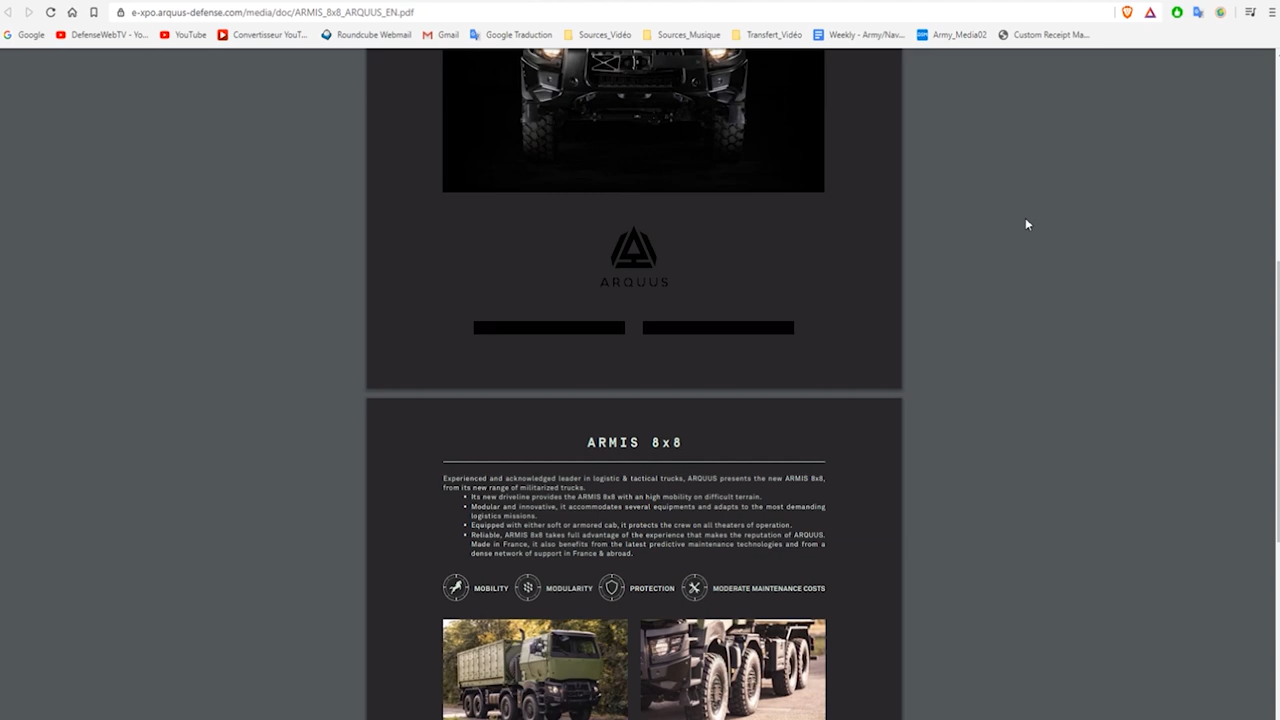 e-xpo.arquus-defense.com/media/doc/ARMIS_8x8_ARQUUS_EN.pdf
Google DefenseWebTV - Yo... YouTube Convertisseur YouT... Roundcube Webmail Gmail Google Traduction Sources_Vidéo Sources_Musique Transfert_Vidéo Weekly - Army/Nav... Army_Media02 Custom Receipt Ma...
ARQUUS
ARMIS 8x8
Experienced and acknowledged leader in logistic & tactical trucks, ARQUUS presents the new ARMIS 8x8,
from its new range of militarized trucks.
• Its new driveline provides the ARMIS 8x8 with an high mobility on difficult terrain.
• Modular and innovative, it accommodates several equipments and adapts to the most demanding
logistics missions.
• Equipped with either soft or armored cab, it protects the crew on all theaters of operation.
• Reliable, ARMIS 8x8 takes full advantage of the experience that makes the reputation of ARQUUS.
Made in France, it also benefits from the latest predictive maintenance technologies and from a
dense network of support in France & abroad.
MOBILITY MODULARITY PROTECTION MODERATE MAINTENANCE COSTS